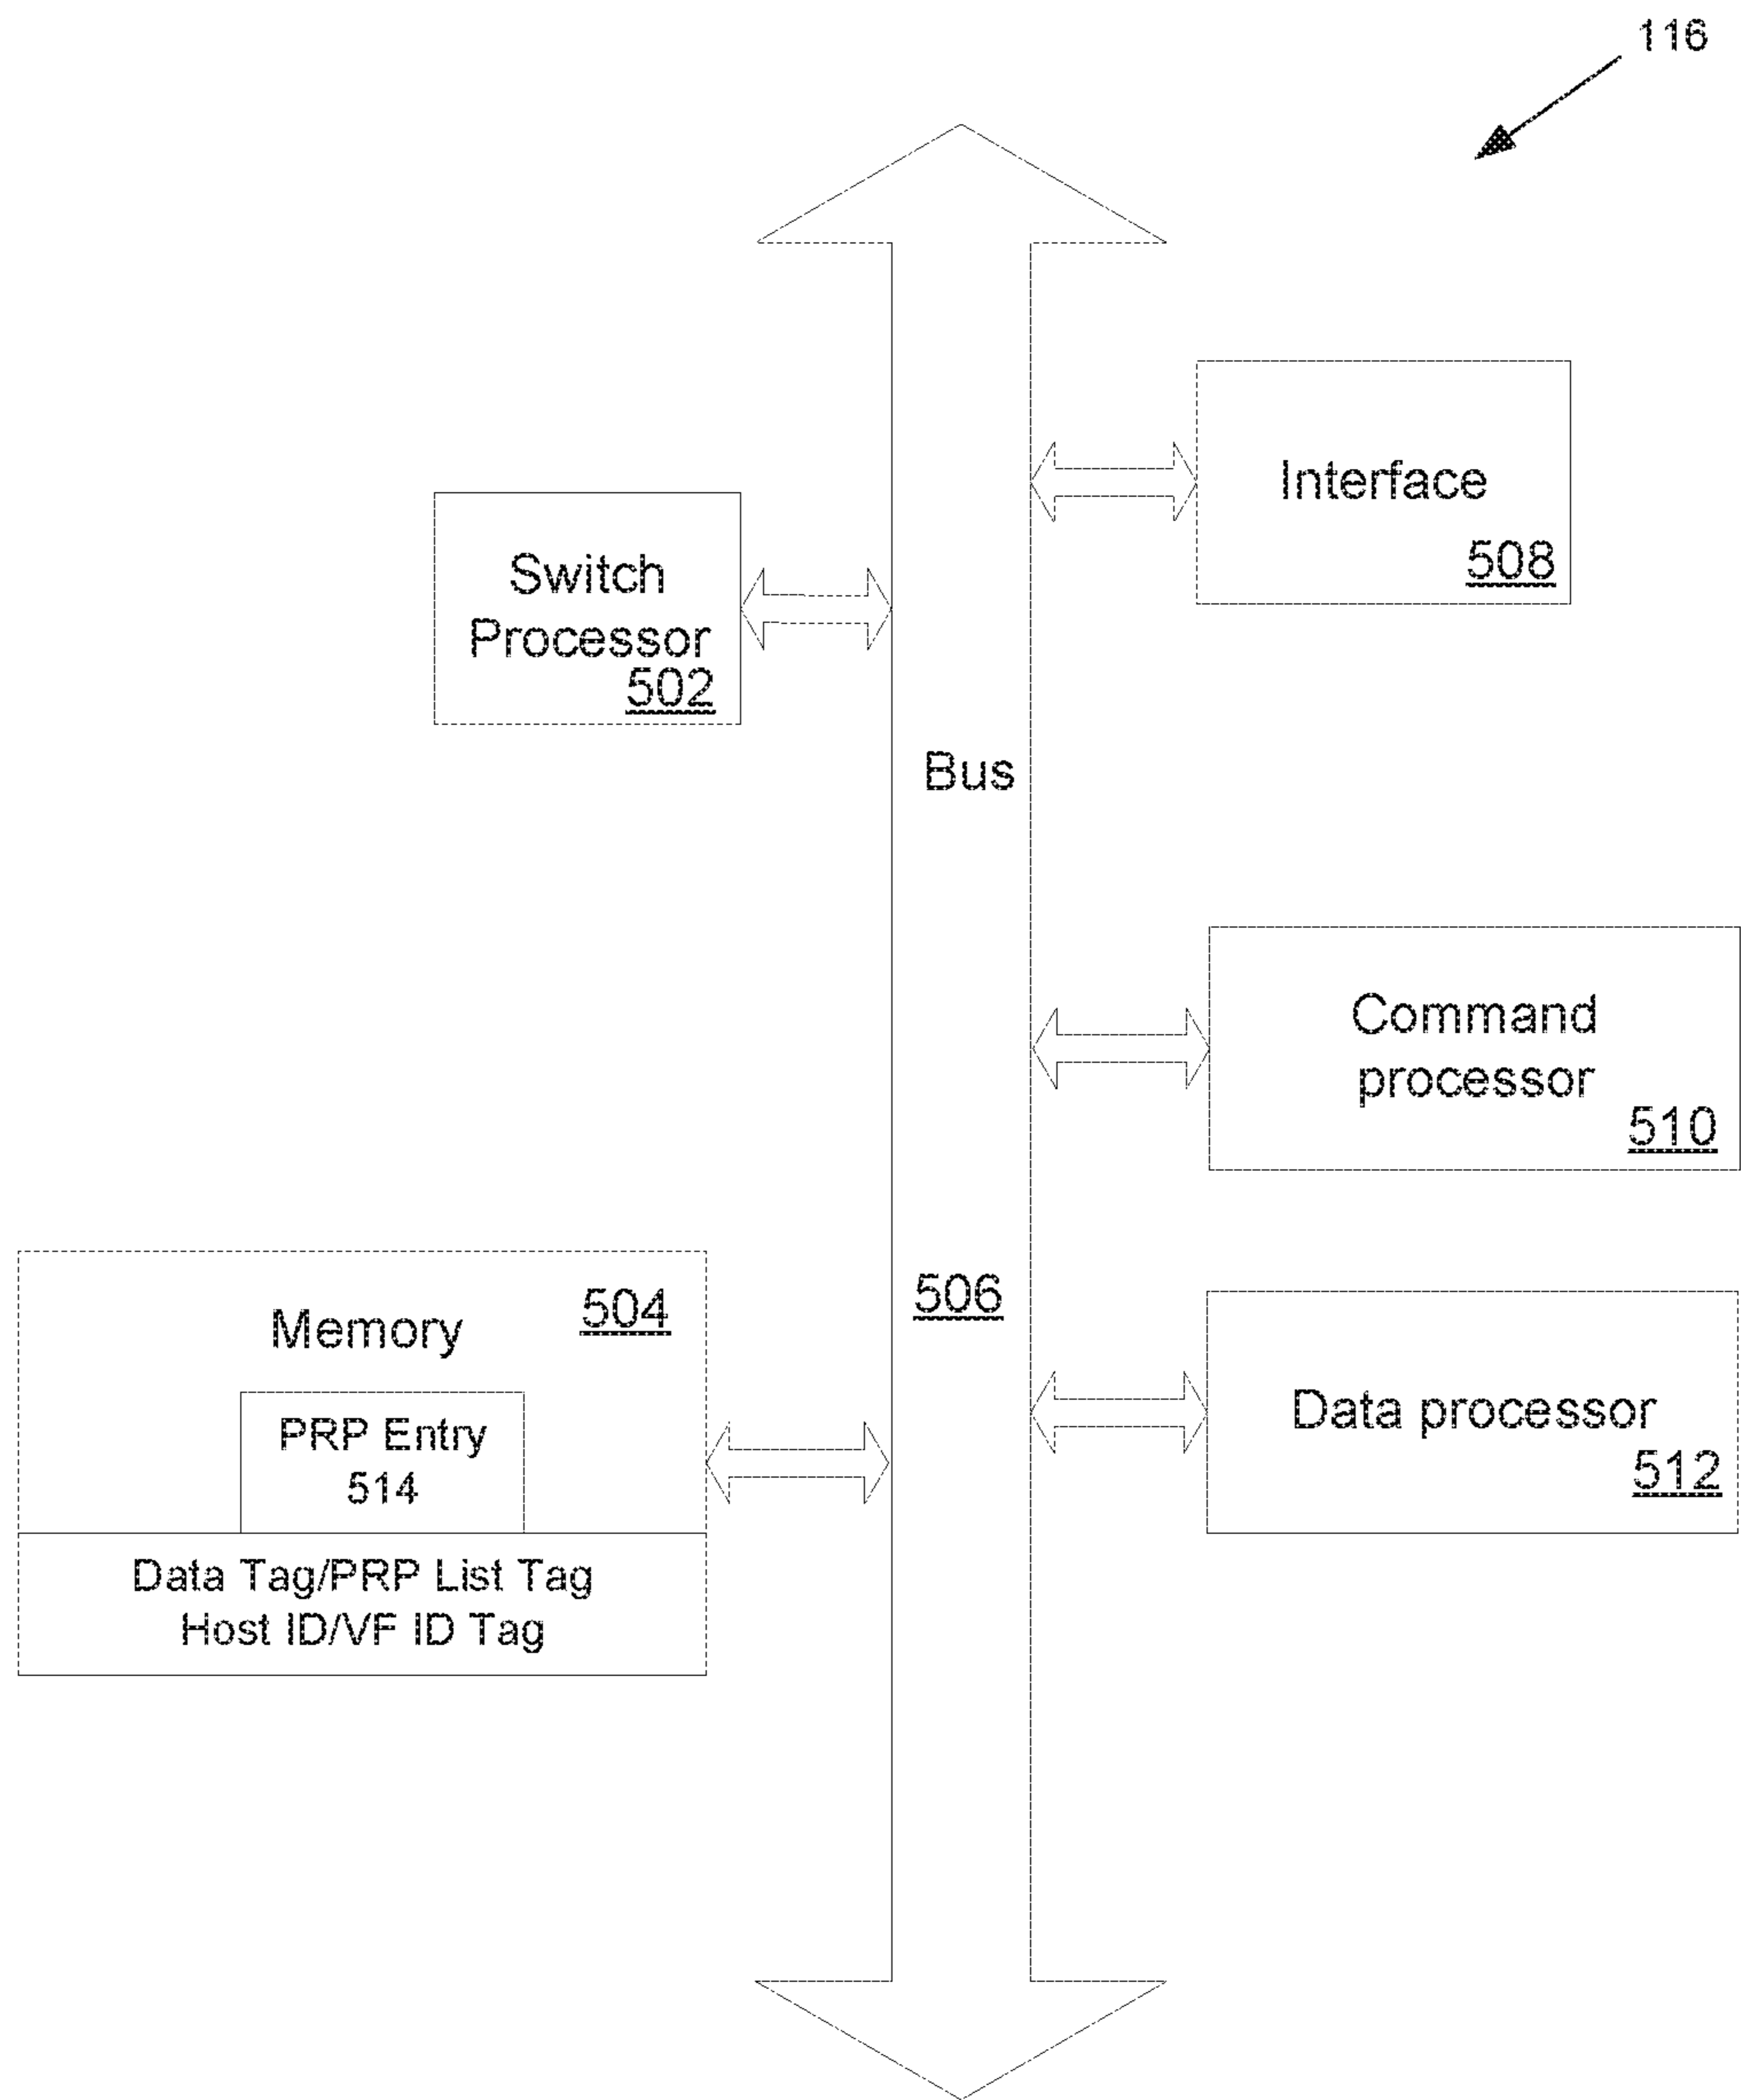 116
Interface
508
Switch
Processor
502
Bus
Command
processor
510
506
Memory
504
PRP Entry
514
Data Tag/PRP List Tag
Host ID/VF ID Tag
Data processor
512